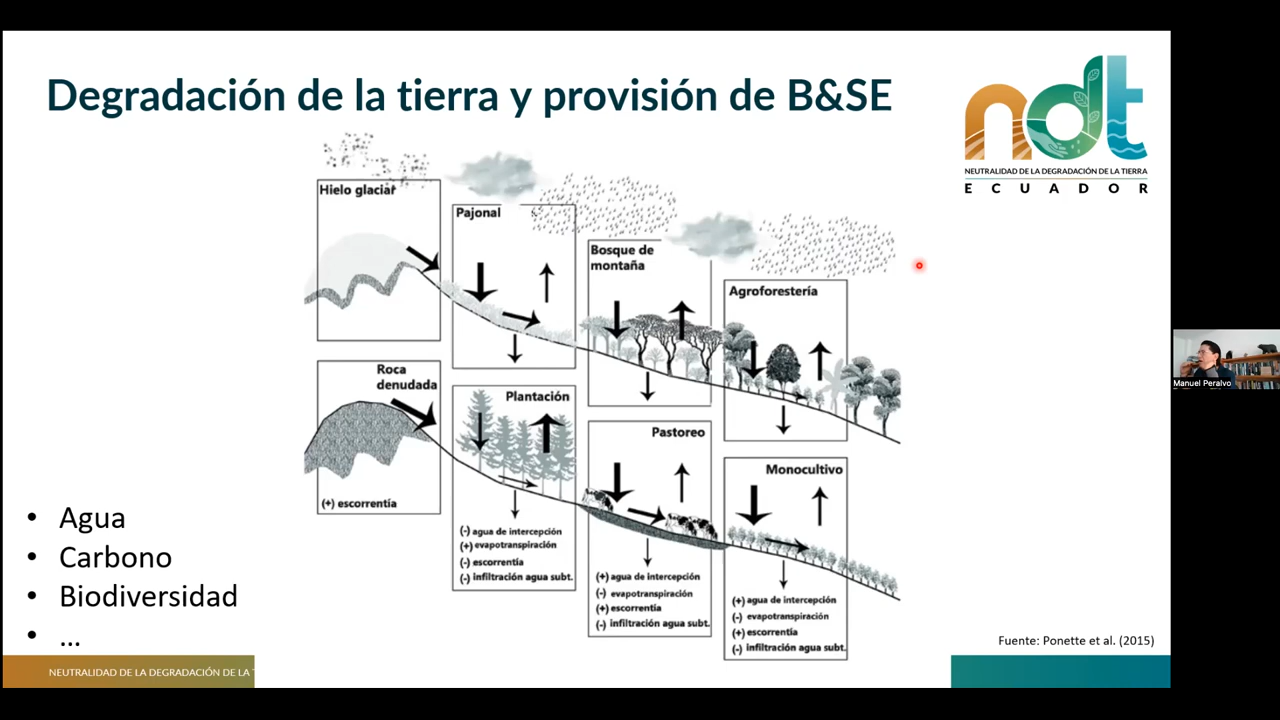 Degradación de la tierra y provisión de B&SE
ndt
NEUTRALIDAD DE LA DEGRADACIÓN DE LA TIERRA
ECUADOR
Hielo glaciar
Pajonal
Bosque de
montaña
Agroforestería
Roca
denudada
(+) escorrentía
Plantación
(-) agua de intercepción
(+) evapotranspiración
(-) escorrentía
(-) infiltración agua subt.
Pastoreo
(+) agua de intercepción
(-) evapotranspiración
(+) escorrentía
(-) infiltración agua subt.
Monocultivo
(+) agua de intercepción
(-) evapotranspiración
(+) escorrentía
(-) infiltración agua subt.
• Agua
• Carbono
• Biodiversidad
• ...
Fuente: Ponette et al. (2015)
NEUTRALIDAD DE LA DEGRADACIÓN DE LA T
Manuel Peralvo